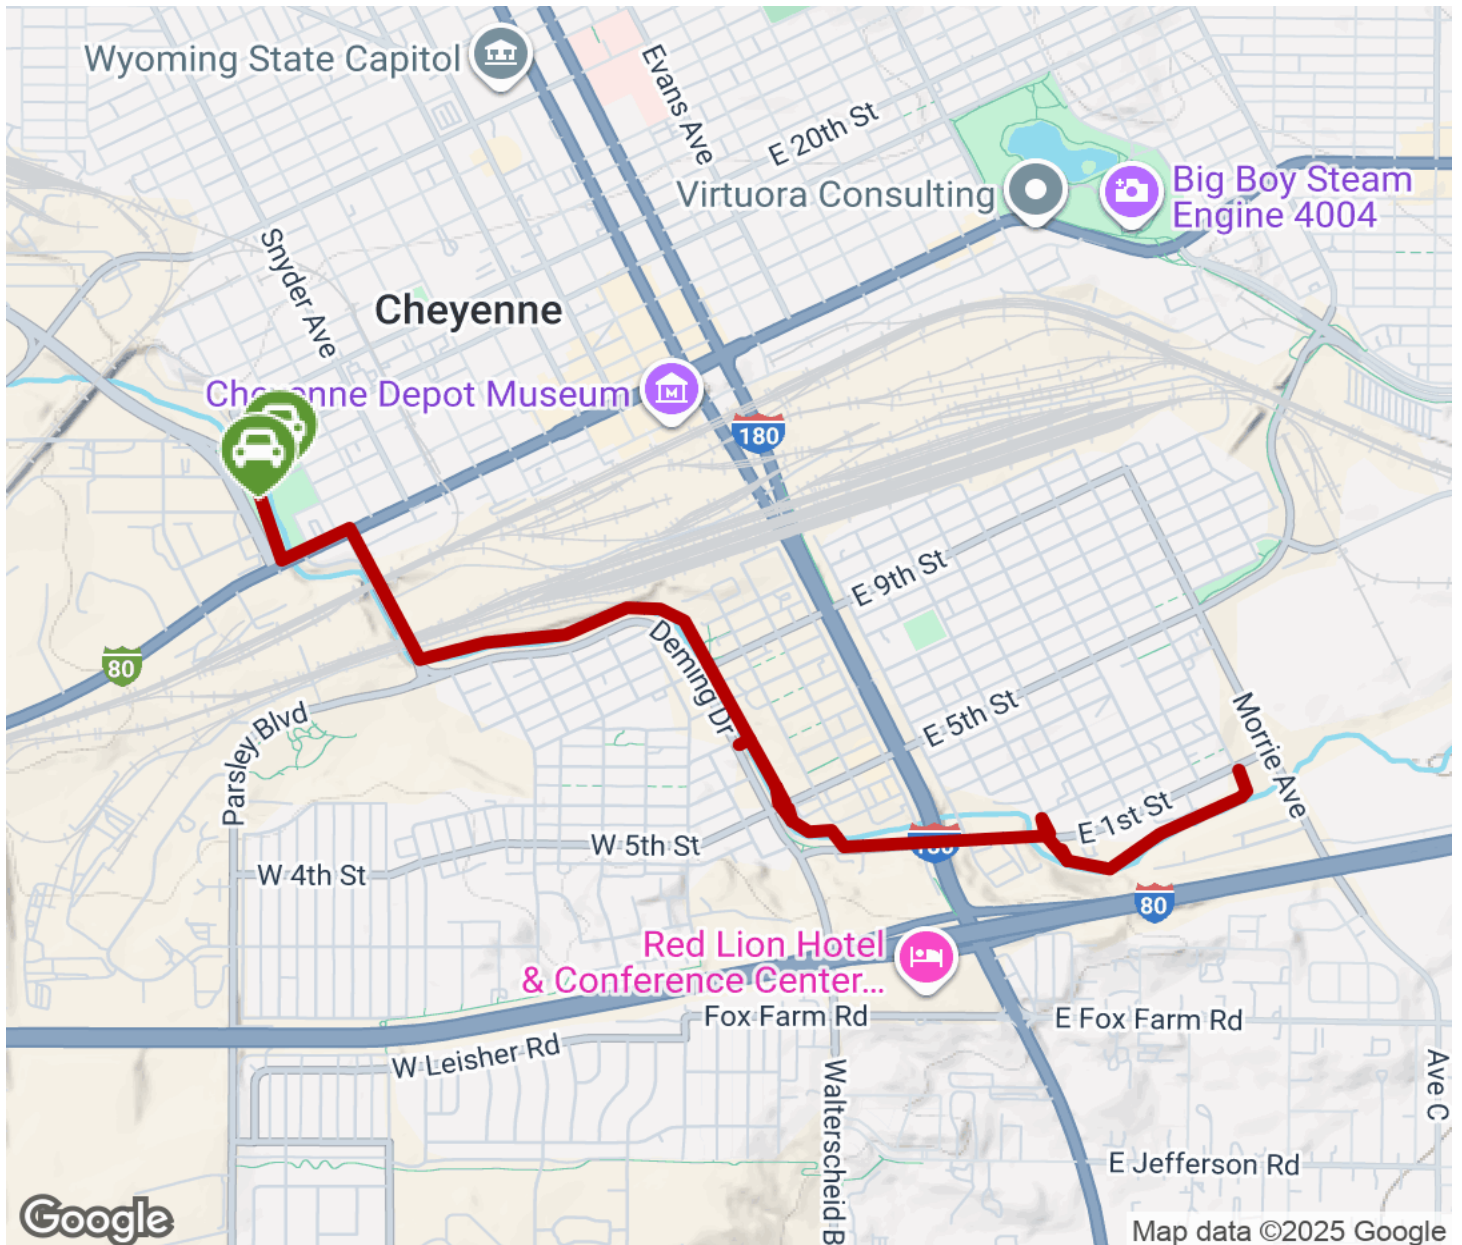 Wyoming State Capitol
Evans Ave
E 20th St
Virtuora Consulting
Big Boy Steam
Engine 4004
Snyder Ave
Cheyenne
Cheyenne Depot Museum
M
180
E 9th St
Deming Dr
80
Parsley Blvd
E 5th St
Morrie Ave
E 1st St
W 5th St
180
W 4th St
80
Red Lion Hotel
& Conference Center...
Fox Farm Rd
E Fox Farm Rd
W Leisher Rd
Walterscheid B
Ave C
E Jefferson Rd
Google
Map data ©2025 Google